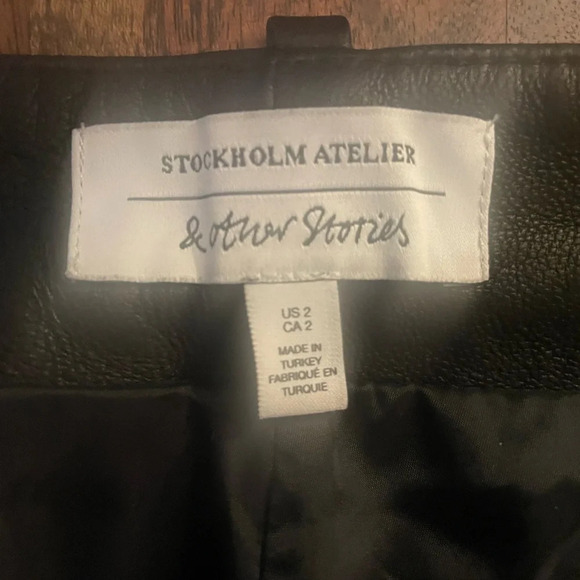 STOCKHOLM ATELIER
& other Stories
US 2
CA 2
MADE IN
TURKEY
FABRIQUÉ EN
TURQUIE